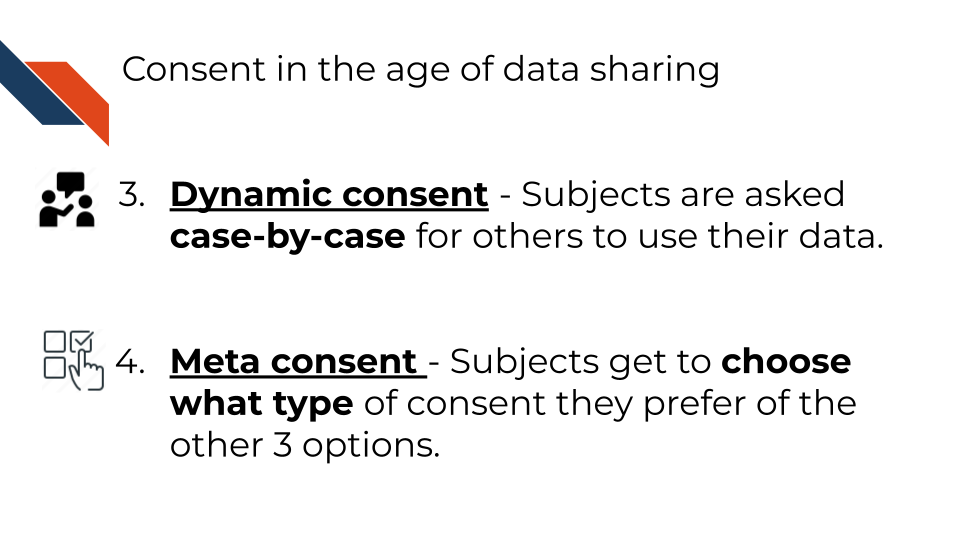 Consent in the age of data sharing
3. Dynamic consent - Subjects are asked
case-by-case for others to use their data.
4. Meta consent - Subjects get to choose
what type of consent they prefer of the
other 3 options.